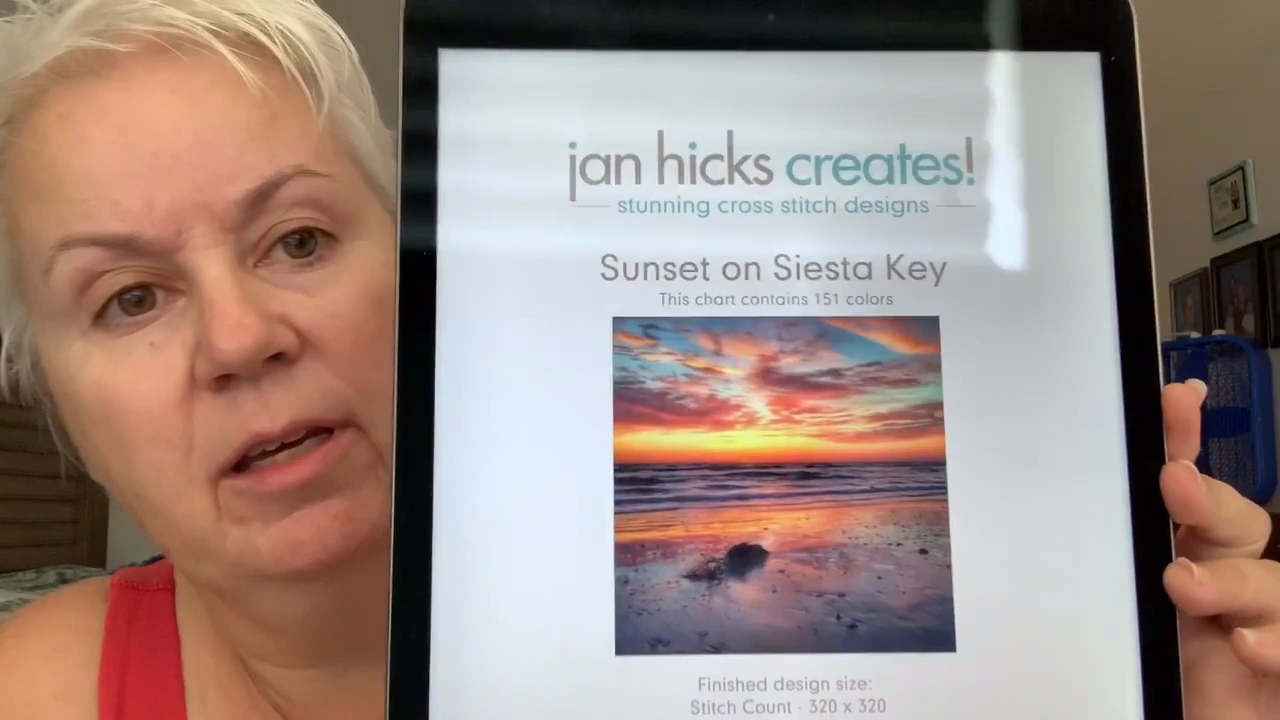 jan hicks creates!
stunning cross stitch designs
Sunset on Siesta Key
This chart contains 151 colors
Finished design size:
Stitch Count - 320 x 320